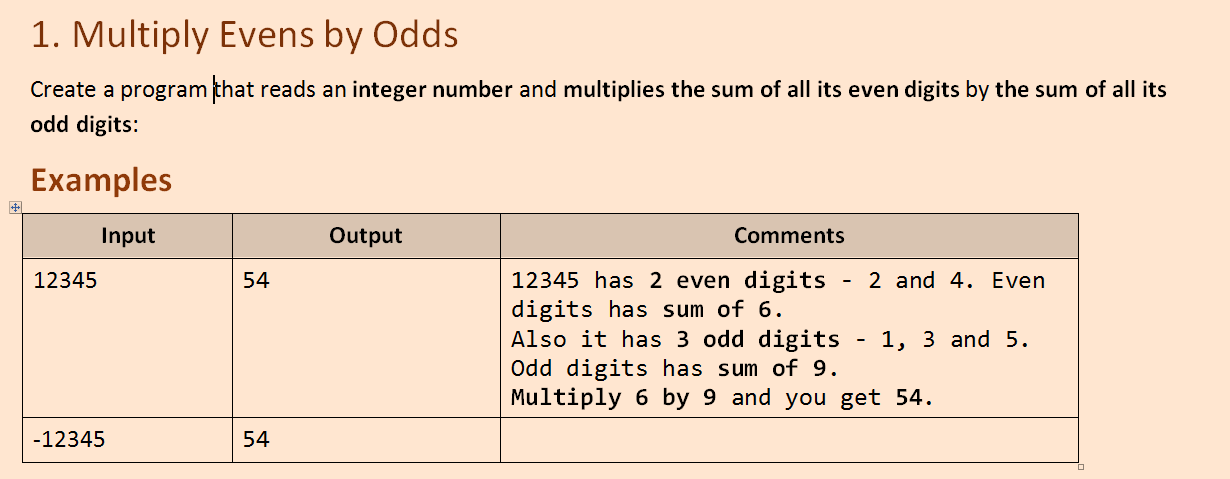 1. Multiply Evens by Odds
Create a program that reads an integer number and multiplies the sum of all its even digits by the sum of all its
odd digits:
Examples
Input Output Comments
12345 54 12345 has 2 even digits - 2 and 4. Even
digits has sum of 6.
Also it has 3 odd digits - 1, 3 and 5.
Odd digits has sum of 9.
Multiply 6 by 9 and you get 54.
-12345 54